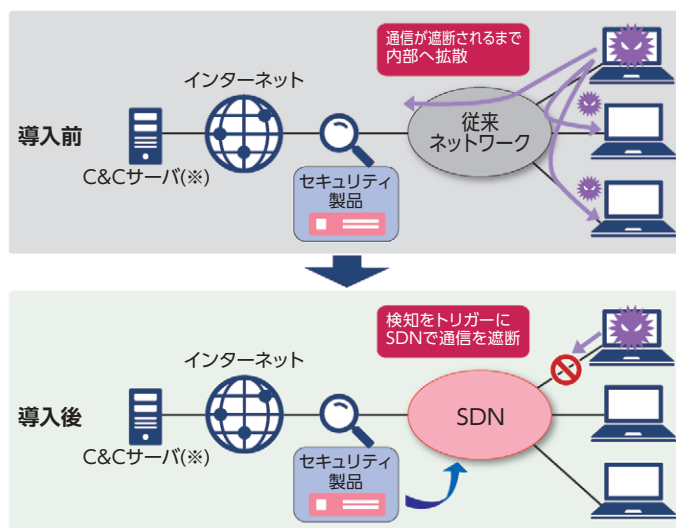 通信が遮断されるまで
内部へ拡散
インターネット
導入前
従来
ネットワーク
C&Cサーバ(※)
セキュリティ
製品
検知をトリガーに
SDNで通信を遮断
インターネット
導入後
SDN
C&Cサーバ(※)
セキュリティ
製品